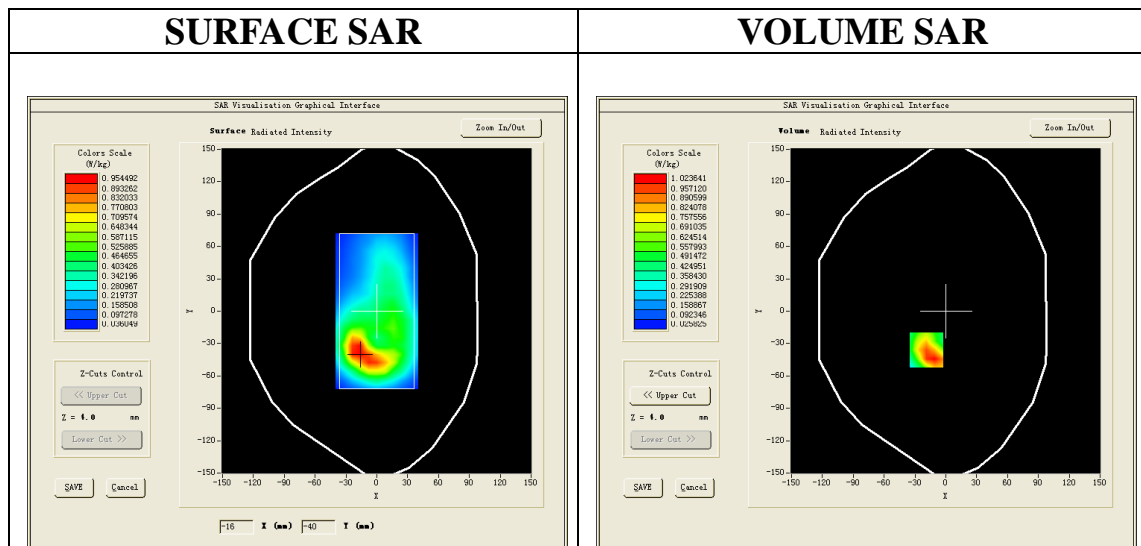 SURFACE SAR
VOLUME SAR
SAR Visualisation Graphical Interface
Surface Radiated Intensity
Zoom In/Out
Colors Scale
(W/kg)
0.954492
0.893262
0.832033
0.770803
0.709574
0.648344
0.587115
0.525885
0.464655
0.403426
0.342196
0.280967
0.219737
0.158508
0.097278
0.036049
Z-Cuts Control
<< Upper Cut
Z = 4.0 mm
Lower Cut >>
SAVE
Cancel
150
120
90
60
30
0
-30
-60
-90
-120
-150
Y
-150 -120 -90 -60 -30 0 30 60 90 120 150
X
-16 X (mm) -40 Y (mm)
SAR Visualisation Graphical Interface
Volume Radiated Intensity
Zoom In/Out
Colors Scale
(W/kg)
1.023641
0.957120
0.890599
0.824078
0.757556
0.691035
0.624514
0.557993
0.491472
0.424951
0.358430
0.291909
0.225388
0.158867
0.092346
0.025825
Z-Cuts Control
<< Upper Cut
Z = 4.0 mm
Lower Cut >>
SAVE
Cancel
150
120
90
60
30
0
-30
-60
-90
-120
-150
Y
-150 -120 -90 -60 -30 0 30 60 90 120 150
X